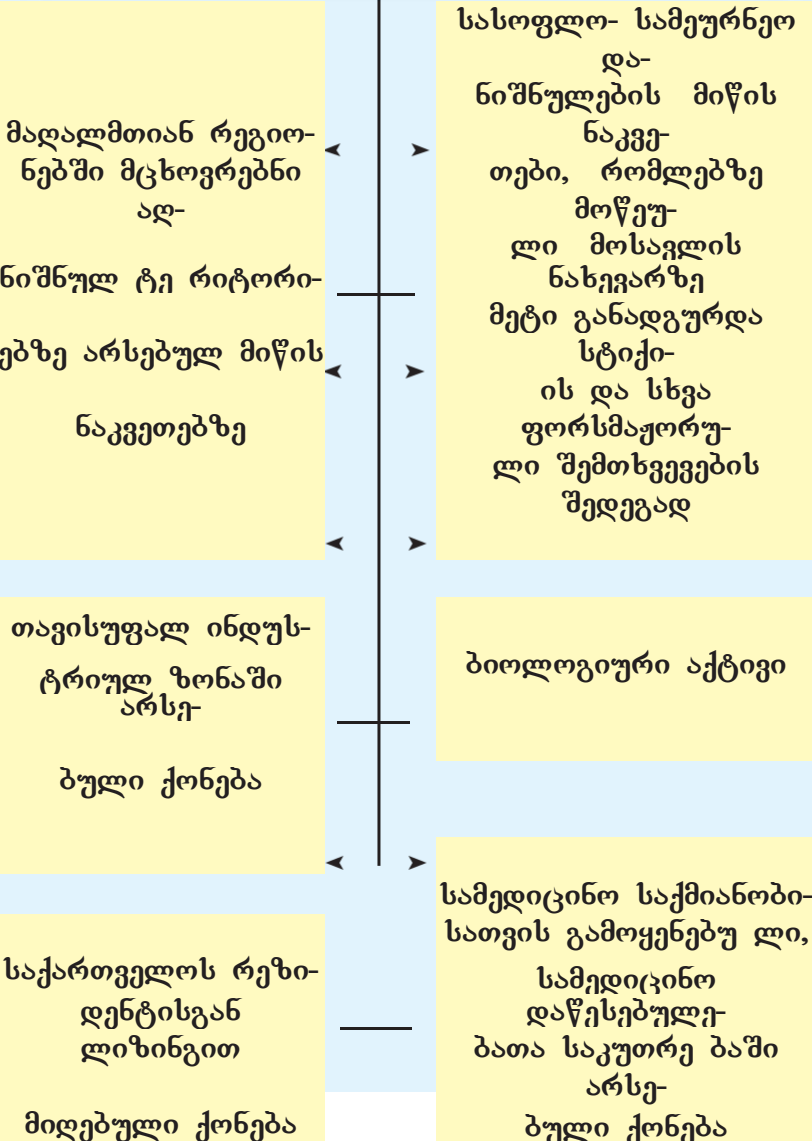 მაღალმთიან რეგიო-
ნებში მცხოვრებნი
აღ-
ნიშნულ ტე რიტორი-
ებზე არსებულ მიწის
ნაკვეთებზე
სასოფლო- სამეურნეო
და-
ნიშნულების მიწის
ნაკვე-
თები, რომლებზე
მოწეუ-
ლი მოსავლის
ნახევარზე
მეტი განადგურდა
სტიქი-
ის და სხვა
ფორსმაჟორუ-
ლი შემთხვევების
შედეგად
თავისუფალ ინდუს-
ტრიულ ზონაში
არსე-
ბული ქონება
ბიოლოგიური აქტივი
საქართველოს რეზი-
დენტისგან
ლიზინგით
მიღებული ქონება
სამედიცინო საქმიანობი-
სათვის გამოყენებუ ლი,
სამედიცინო
დაწესებულე-
ბათა საკუთრე ბაში
არსე-
ბული ქონება